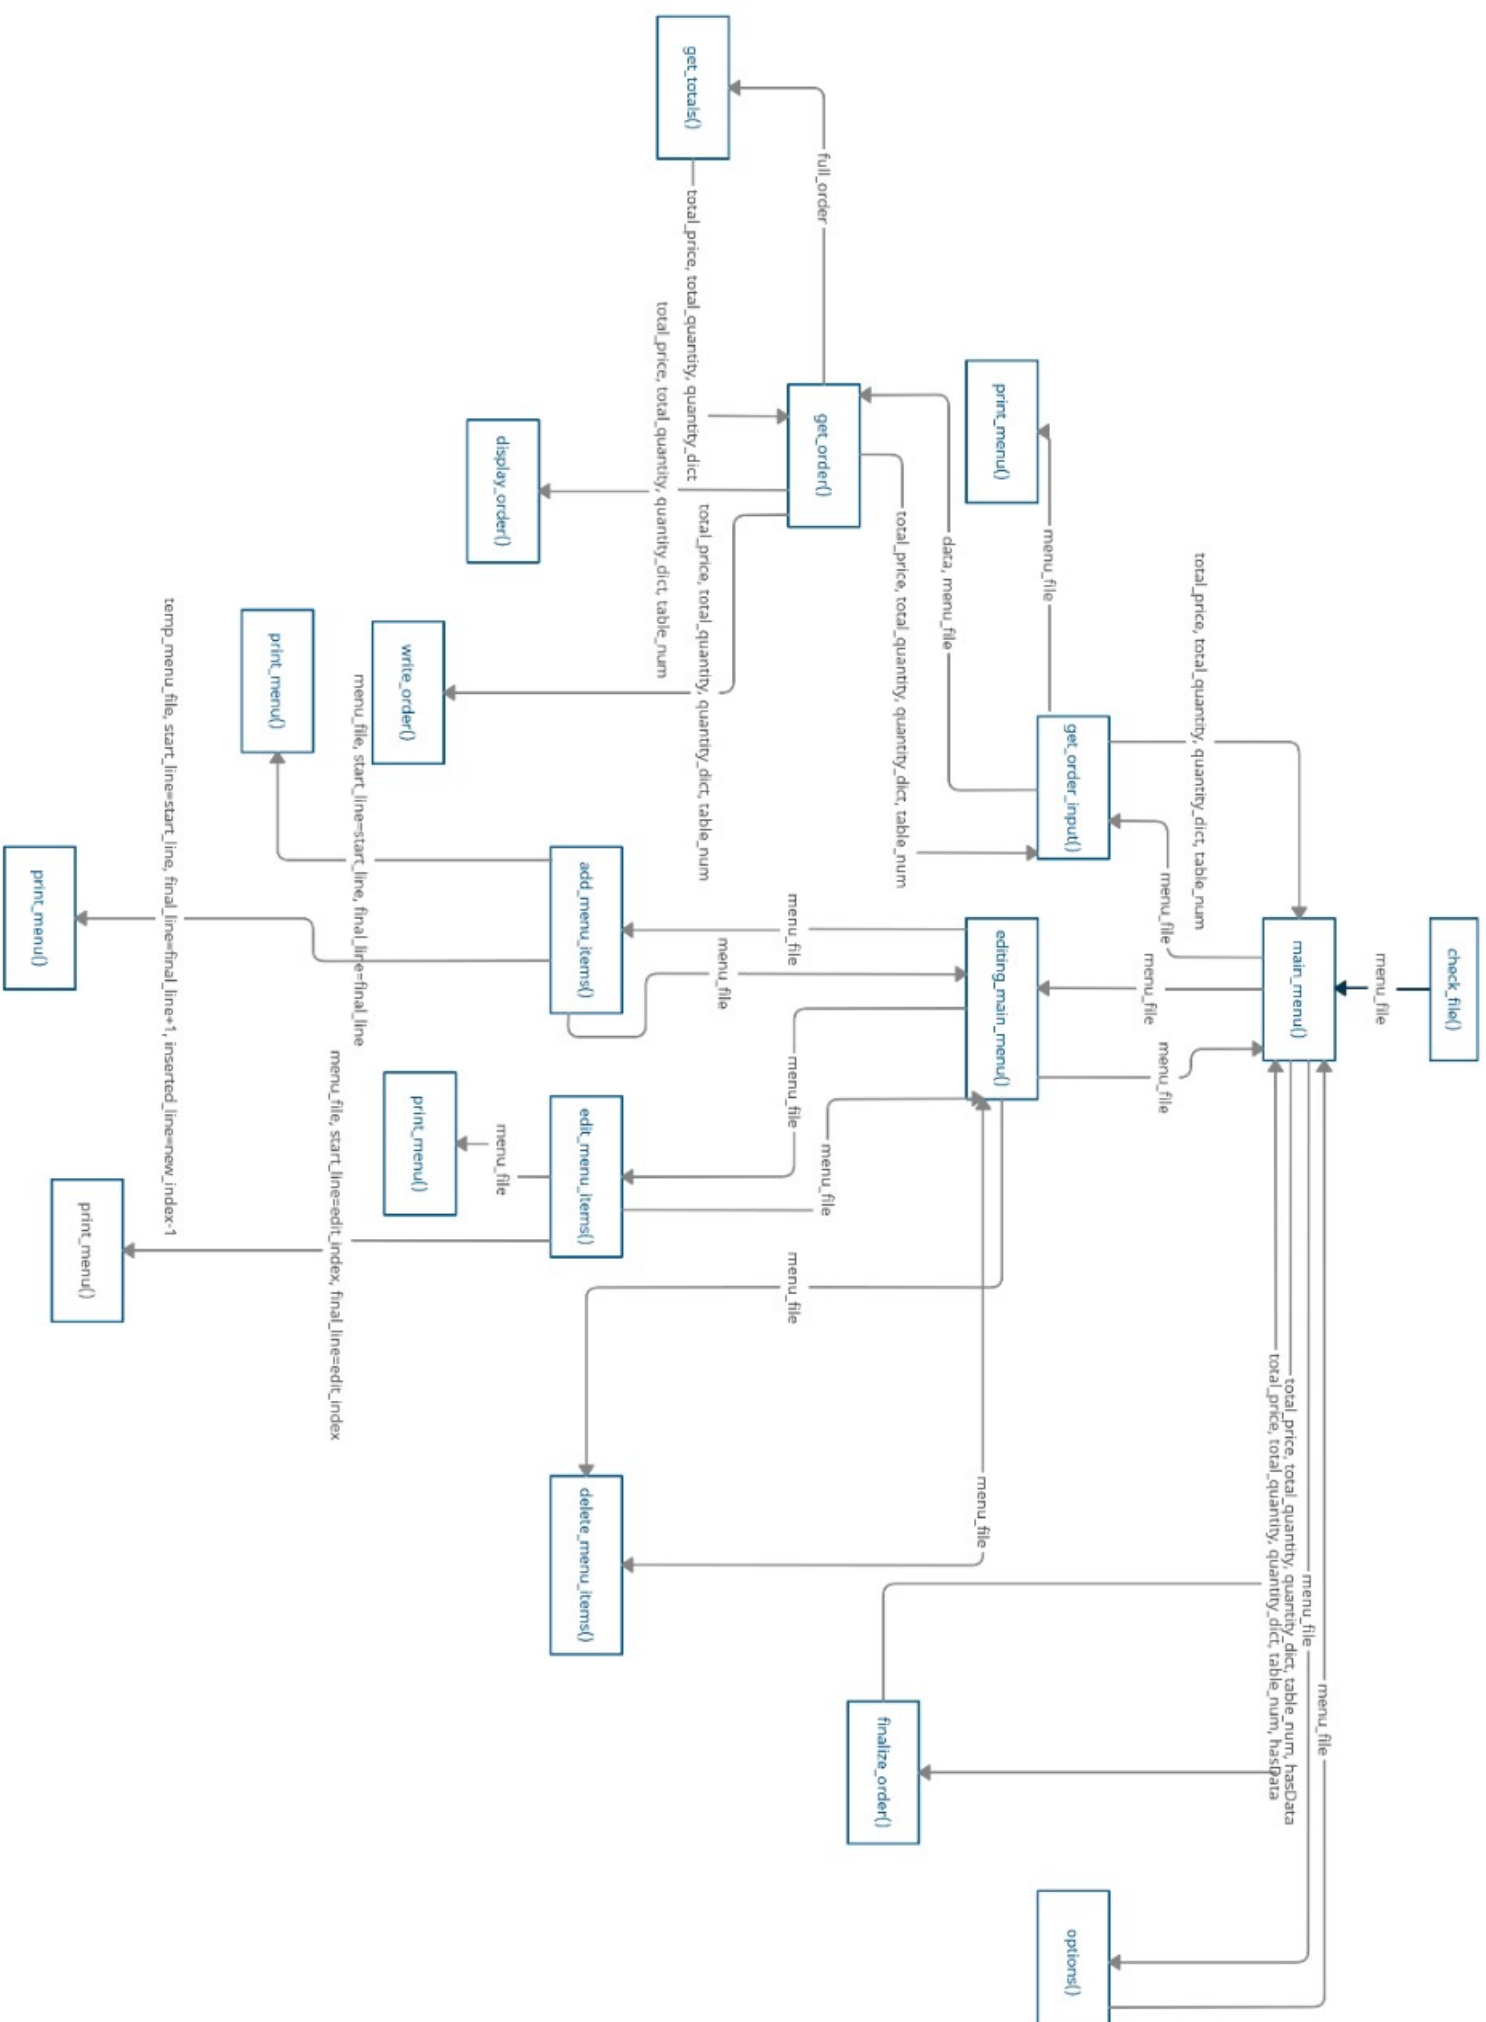 check_file()
menu_file
main_menu()
menu_file
menu_file
total_price, total_quantity, quantity_dict, table_num, hasData
total_price, total_quantity, quantity_dict, table_num, hasData
total_price, total_quantity, quantity_dict, table_num
menu_file
menu_file
menu_file
get_order_input()
options()
print_menu()
menu_file
editing_main_menu()
menu_file
data, menu_file
total_price, total_quantity, quantity_dict, table_num
finalize_order()
get_order()
full_order
menu_file
menu_file
menu_file
menu_file
menu_file
get_totals()
total_price, total_quantity, quantity_dict
total_price, total_quantity, quantity_dict, table_num
total_price, total_quantity, quantity_dict, table_num
add_menu_items()
edit_menu_items()
delete_menu_items()
display_order()
menu_file
write_order()
print_menu()
menu_file, start_line=start_line, final_line=final_line
menu_file, start_line=edit_index, final_line=edit_index
print_menu()
temp_menu_file, start_line=start_line, final_line=final_line+1, inserted_line=new_index-1
print_menu()
print_menu()